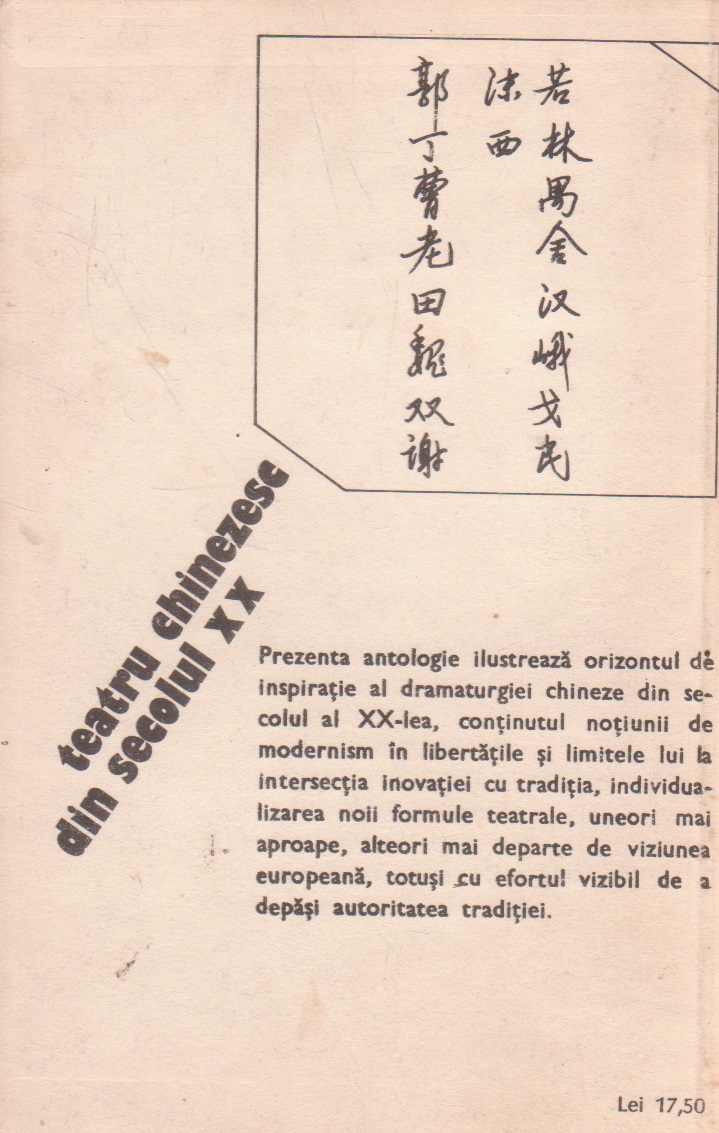 郭沫若
丁西林
曹禺
老舍
田汉
魏峨
双戈
谢民
teatru chinezesc
din secolul XX
Prezenta antologie ilustrează orizontul de
inspirație al dramaturgiei chineze din se-
colul al XX-lea, conținutul noțiunii de
modernism în libertățile și limitele lui la
intersecția inovației cu tradiția, individua-
lizarea noii formule teatrale, uneori mai
aproape, alteori mai departe de viziunea
europeană, totuși cu efortul vizibil de a
depăși autoritatea tradiției.
Lei 17,50